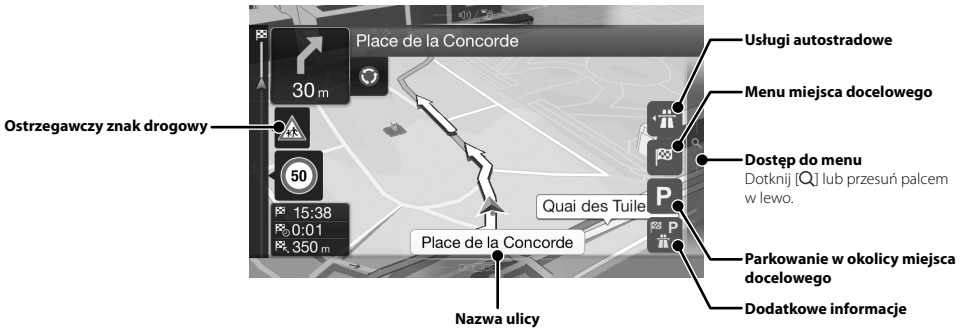 Place de la Concorde
30 m
50
15:38
0:01
350 m
Quai des Tuile
Place de la Concorde
P
P
Ostrzegawczy znak drogowy
Nazwa ulicy
Usługi autostradowe
Menu miejsca docelowego
Dostęp do menu
Dotknij [ ] lub przesuń palcem
w lewo.
Parkowanie w okolicy miejsca
docelowego
Dodatkowe informacje